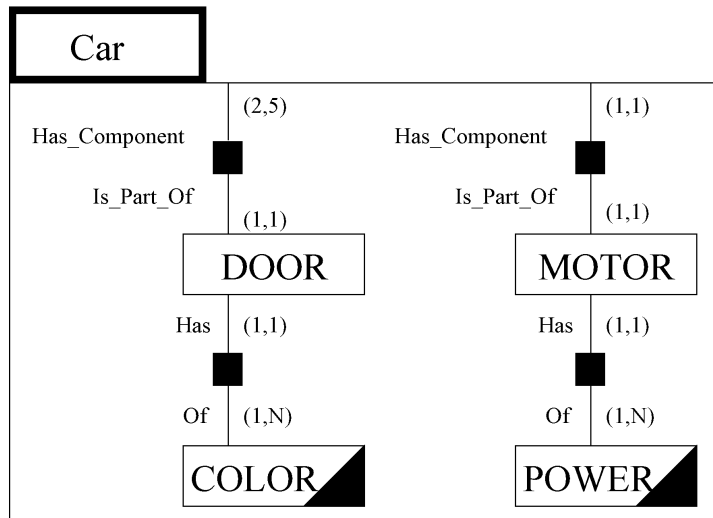 Car
(2,5) (1,1)
Has_Component Has_Component
Is_Part_Of Is_Part_Of
(1,1) (1,1)
DOOR MOTOR
Has (1,1) Has (1,1)
Of (1,N) Of (1,N)
COLOR POWER